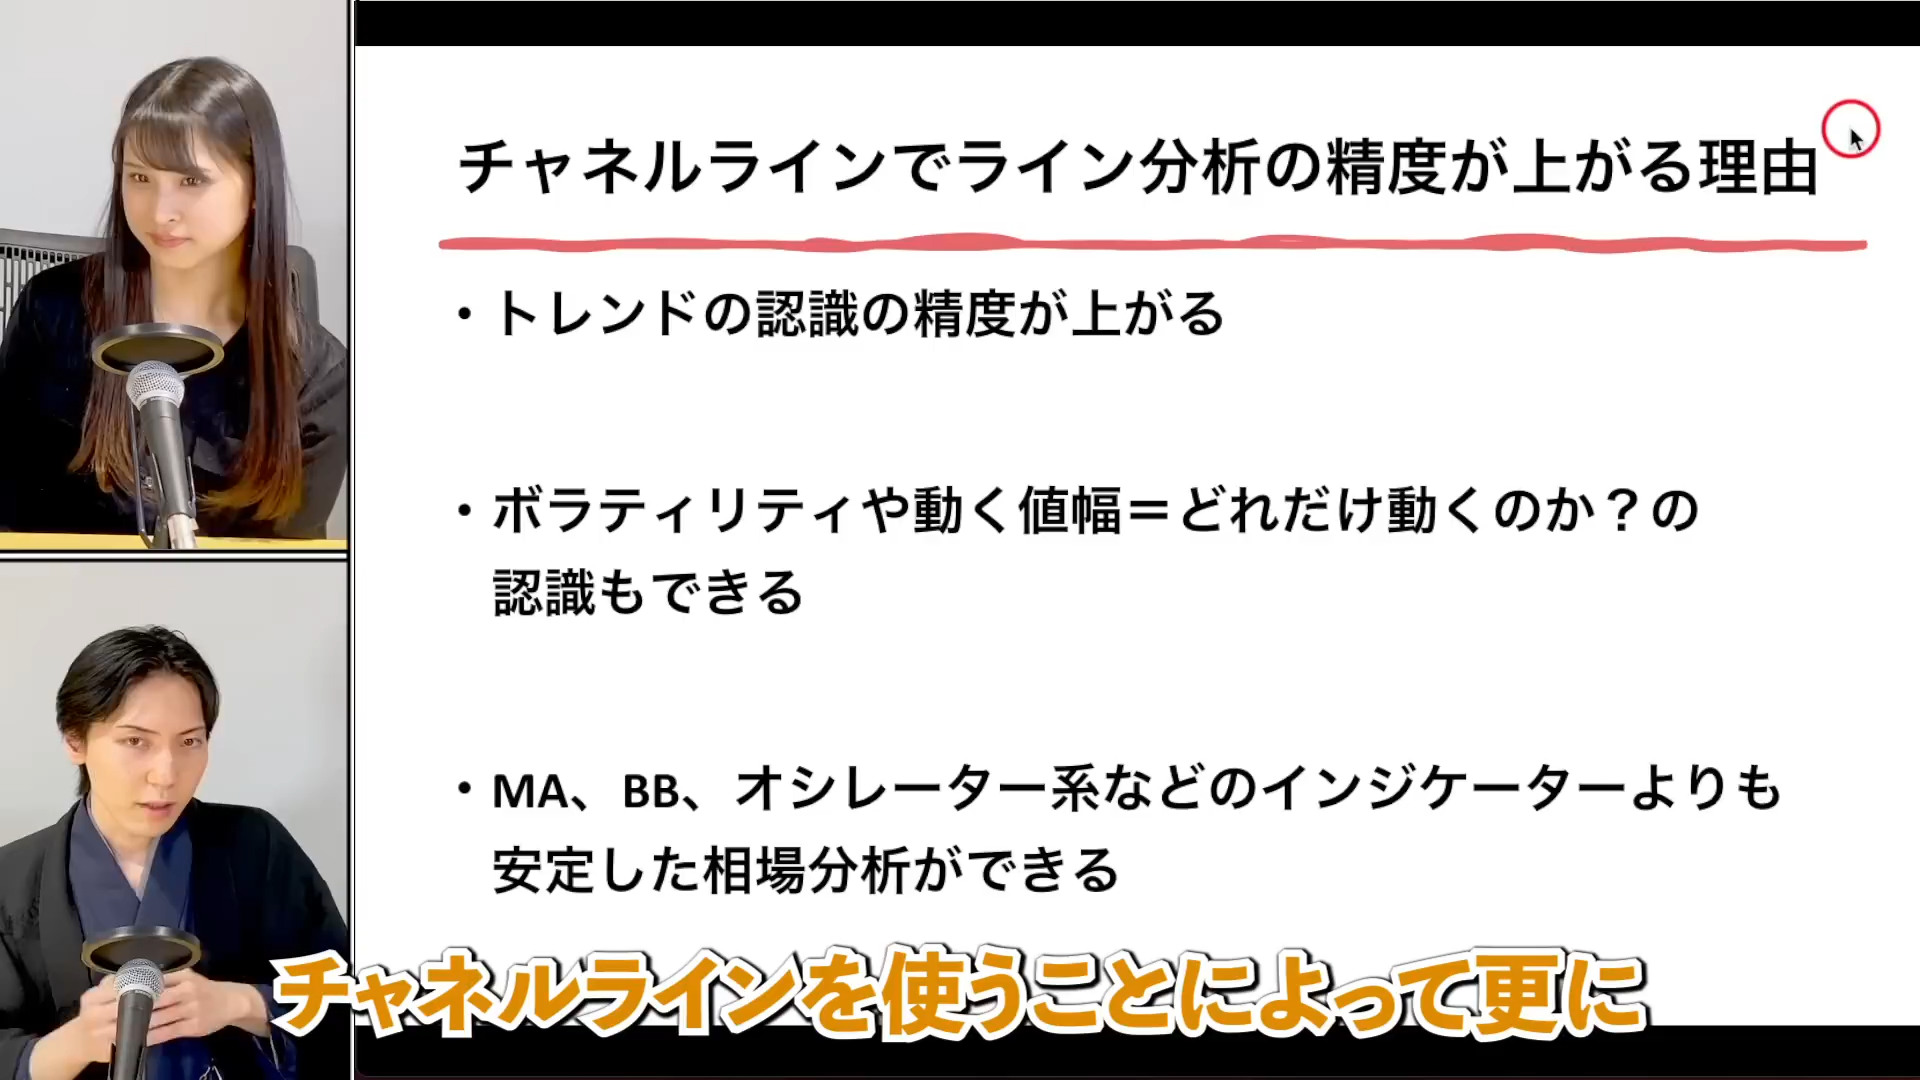 チャネルラインでライン分析の精度が上がる理由
・トレンドの認識の精度が上がる
・ボラティリティや動く値幅＝どれだけ動くのか？の
認識もできる
・MA、BB、オシレーター系などのインジケーターよりも
安定した相場分析ができる
チャネルラインを使うことによって更に